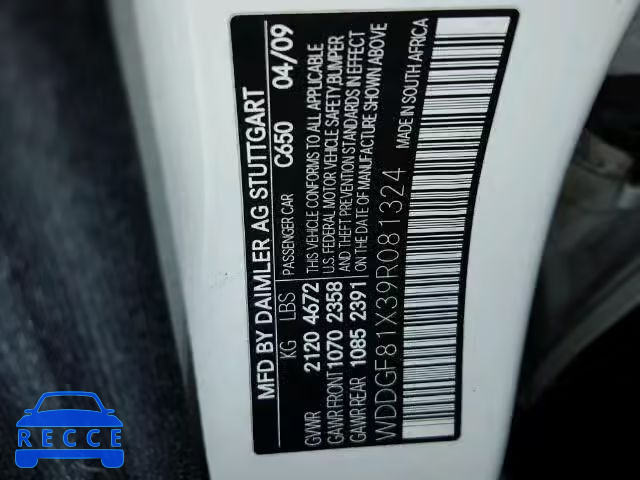 MFD BY DAIMLER AG STUTTGART
KG LBS PASSENGER CAR C650 04/09
GVWR 2120 4672
GAWR FRONT 1070 2358
GAWR REAR 1085 2391
THIS VEHICLE CONFORMS TO ALL APPLICABLE
U.S. FEDERAL MOTOR VEHICLE SAFETY,BUMPER
AND THEFT PREVENTION STANDARDS IN EFFECT
ON THE DATE OF MANUFACTURE SHOWN ABOVE
WDDGF81X39R081324 MADE IN SOUTH AFRICA
RECCE